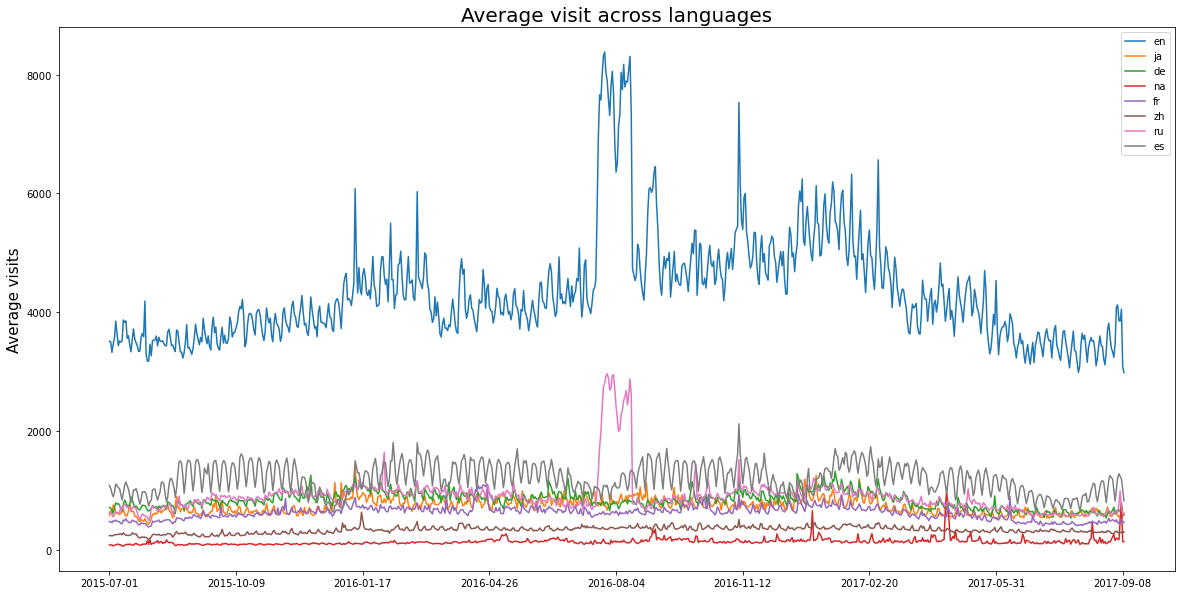 Average visit across languages
Average visits
8000
6000
4000
2000
0
2015-07-01
2015-10-09
2016-01-17
2016-04-26
2016-08-04
2016-11-12
2017-02-20
2017-05-31
2017-09-08
en
ja
de
na
fr
zh
ru
es